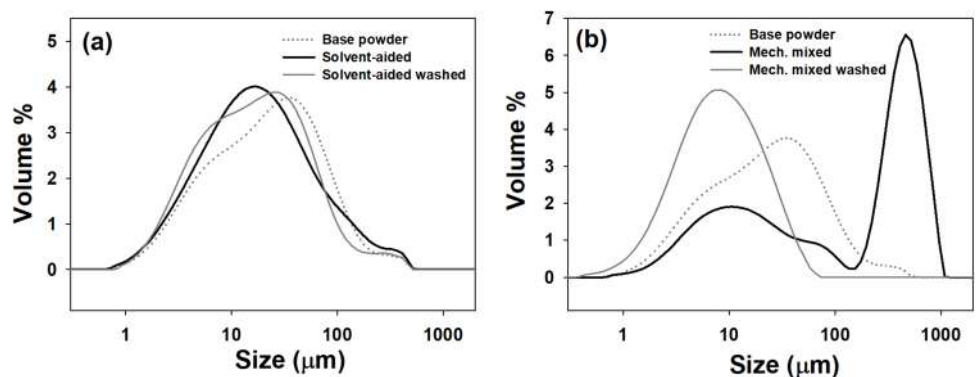 (a)
Base powder
Solvent-aided
Solvent-aided washed
5
4
3
2
1
0
Volume %
1 10 100 1000
Size (μm)
(b)
Base powder
Mech. mixed
Mech. mixed washed
7
6
5
4
3
2
1
0
Volume %
1 10 100 1000
Size (μm)